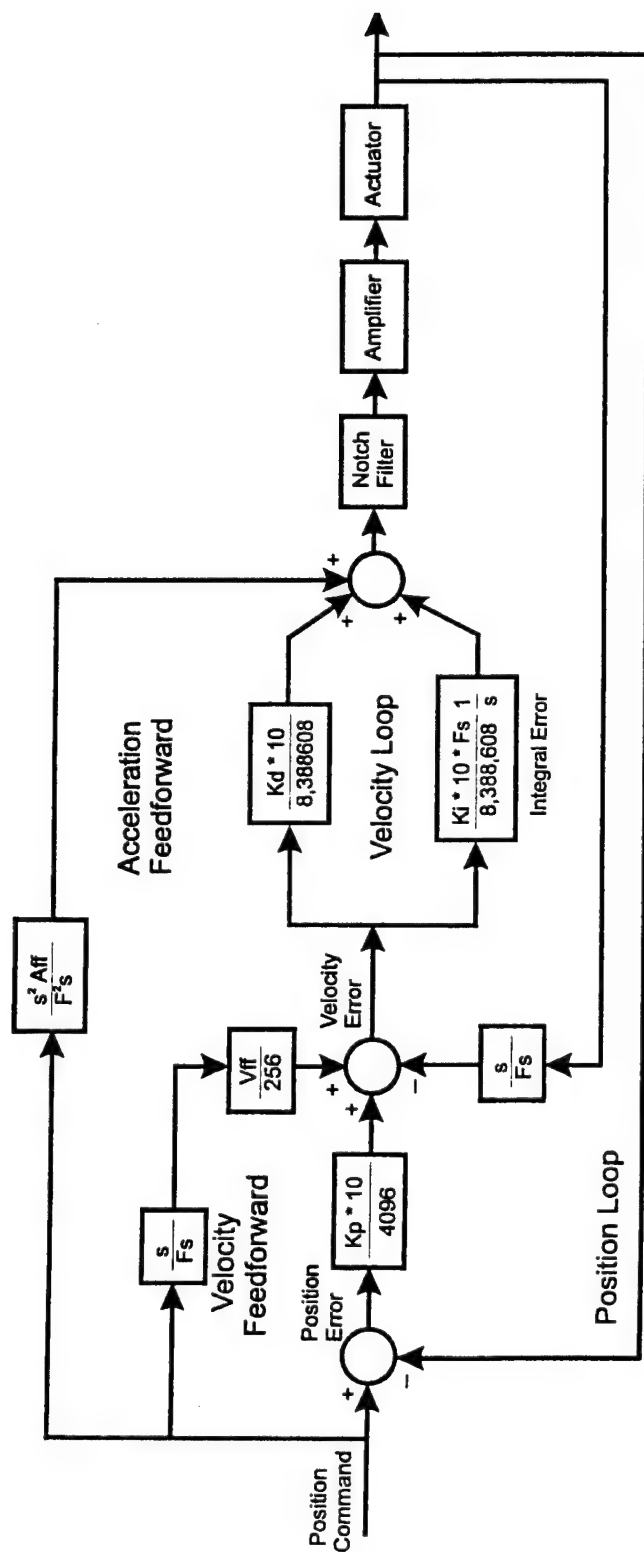 Position
Command
+
−
Position
Error
Kp * 10
4096
s
Fs
Velocity
Feedforward
s² Aff
F²s
Vff
256
+
+
−
s
Fs
Velocity
Error
Position Loop
Acceleration
Feedforward
Kd * 10
8,388608
Velocity Loop
Ki * 10 * Fs 1
8,388,608 s
Integral Error
+
+
+
Notch
Filter
Amplifier
Actuator